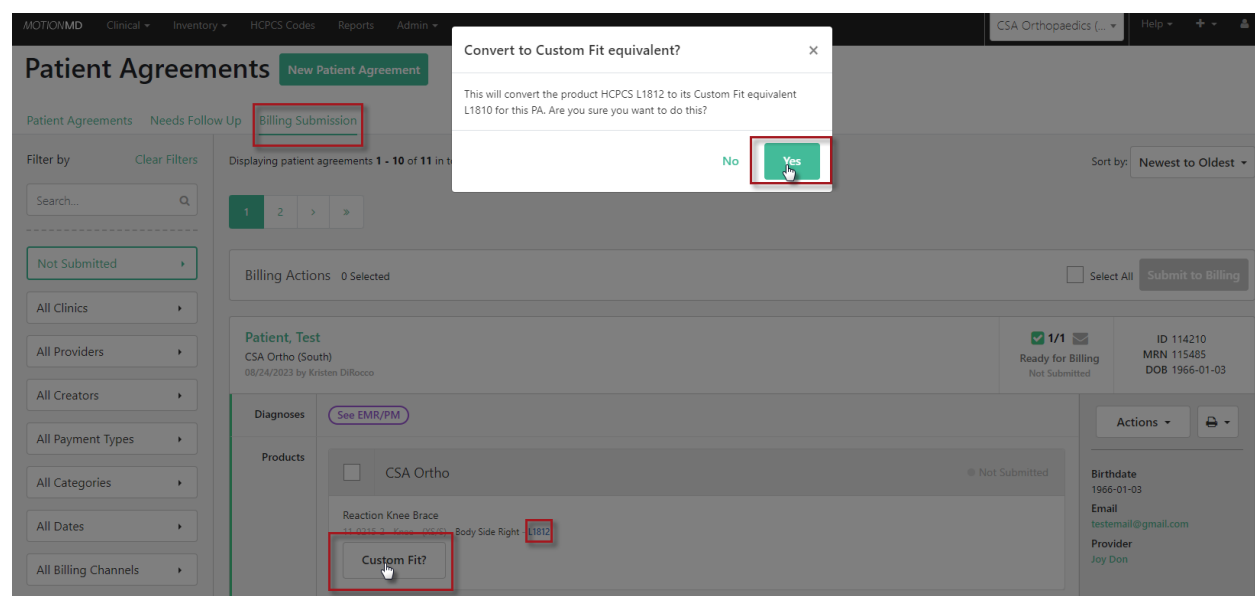 MOTIONMD Clinical Inventory HCPCS Codes Reports Admin CSA Orthopaedics (... Help
Patient Agreements New Patient Agreement
Convert to Custom Fit equivalent? ×
This will convert the product HCPCS L1812 to its Custom Fit equivalent
L1810 for this PA. Are you sure you want to do this?
No Yes
Patient Agreements Needs Follow Up Billing Submission
Filter by Clear Filters
Displaying patient agreements 1 - 10 of 11 in t
Sort by: Newest to Oldest
Search...
1 2 › »
Not Submitted
Billing Actions 0 Selected
Select All Submit to Billing
All Clinics
All Providers
All Creators
All Payment Types
All Categories
All Dates
All Billing Channels
Patient, Test
CSA Ortho (South)
08/24/2023 by Kristen DiRocco
1/1
Ready for Billing
Not Submitted
ID 114210
MRN 115485
DOB 1966-01-03
Diagnoses See EMR/PM
Actions
Products
CSA Ortho Not Submitted
Reaction Knee Brace
11-0215-2 Knee (XS/S) Body Side Right - L1812
Custom Fit?
Birthdate
1966-01-03
Email
testemail@gmail.com
Provider
Joy Don